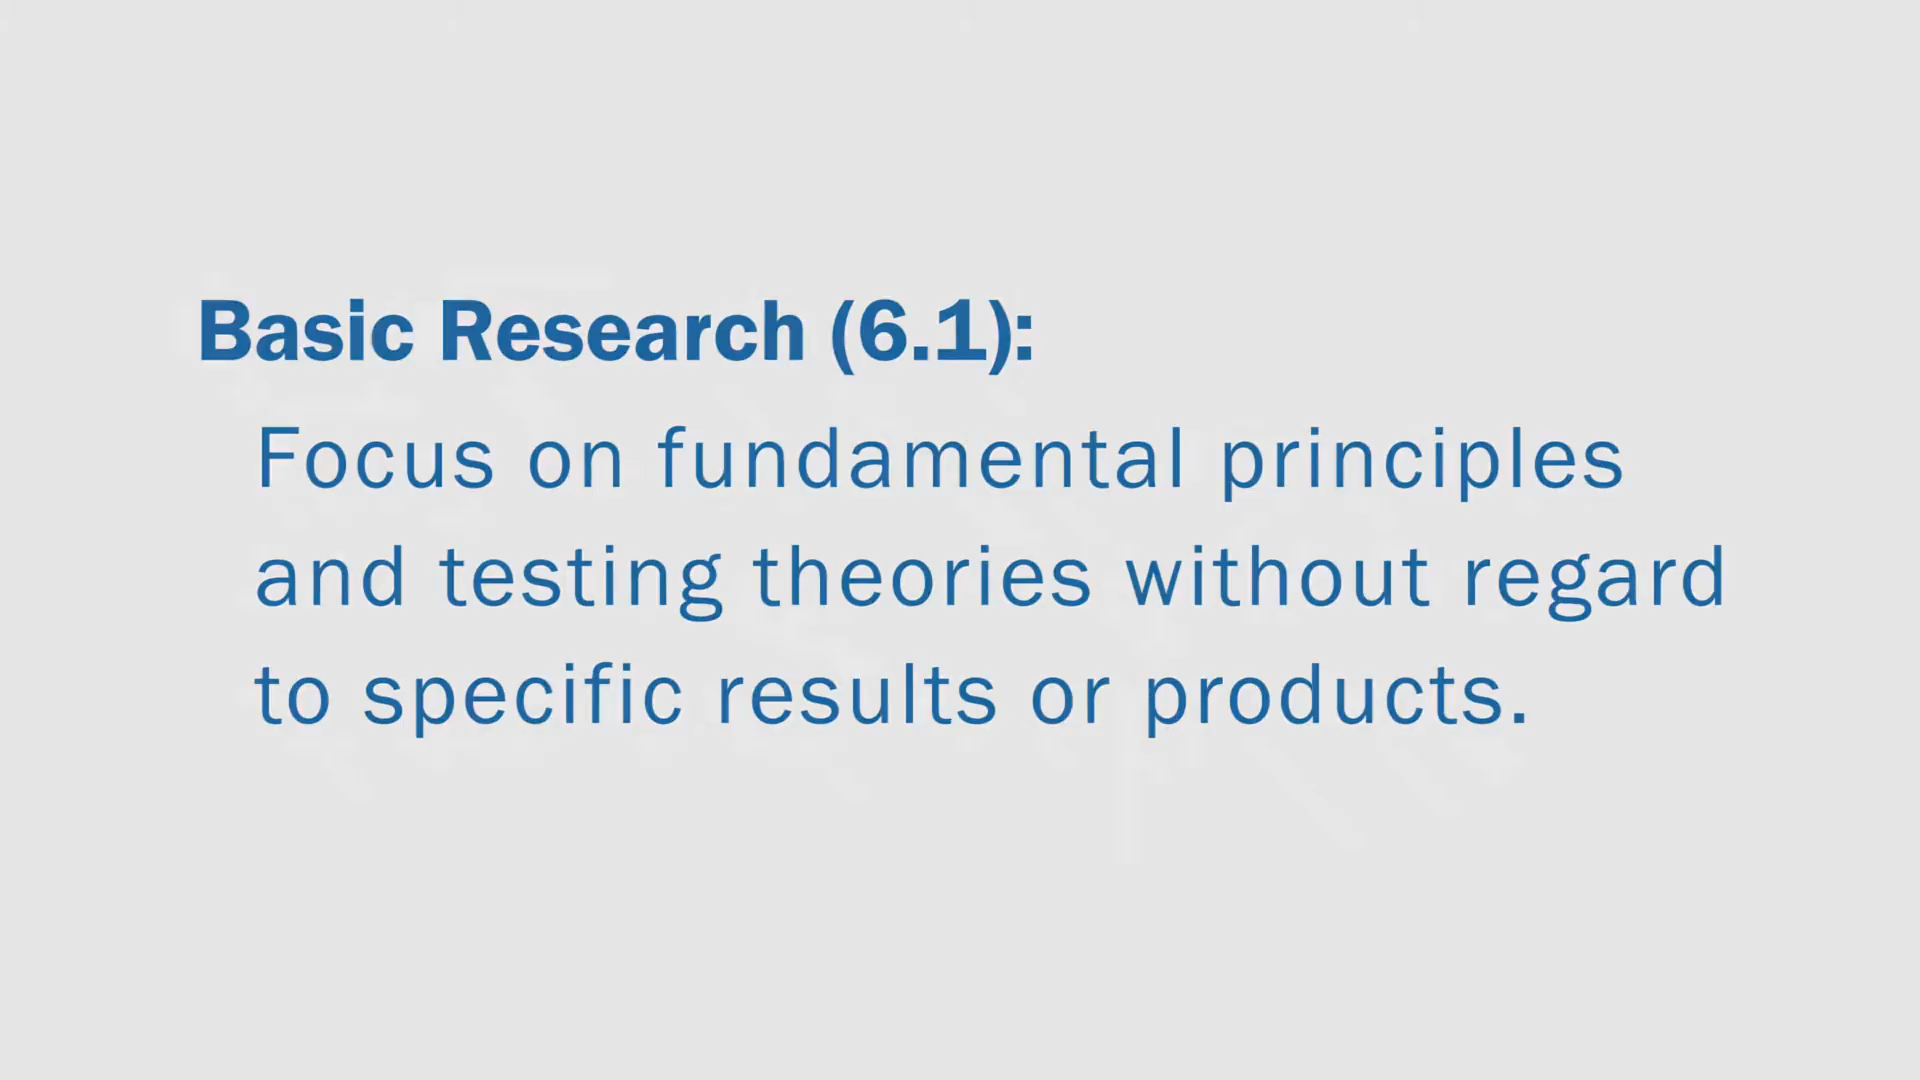 Basic Research (6.1):
Focus on fundamental principles
and testing theories without regard
to specific results or products.